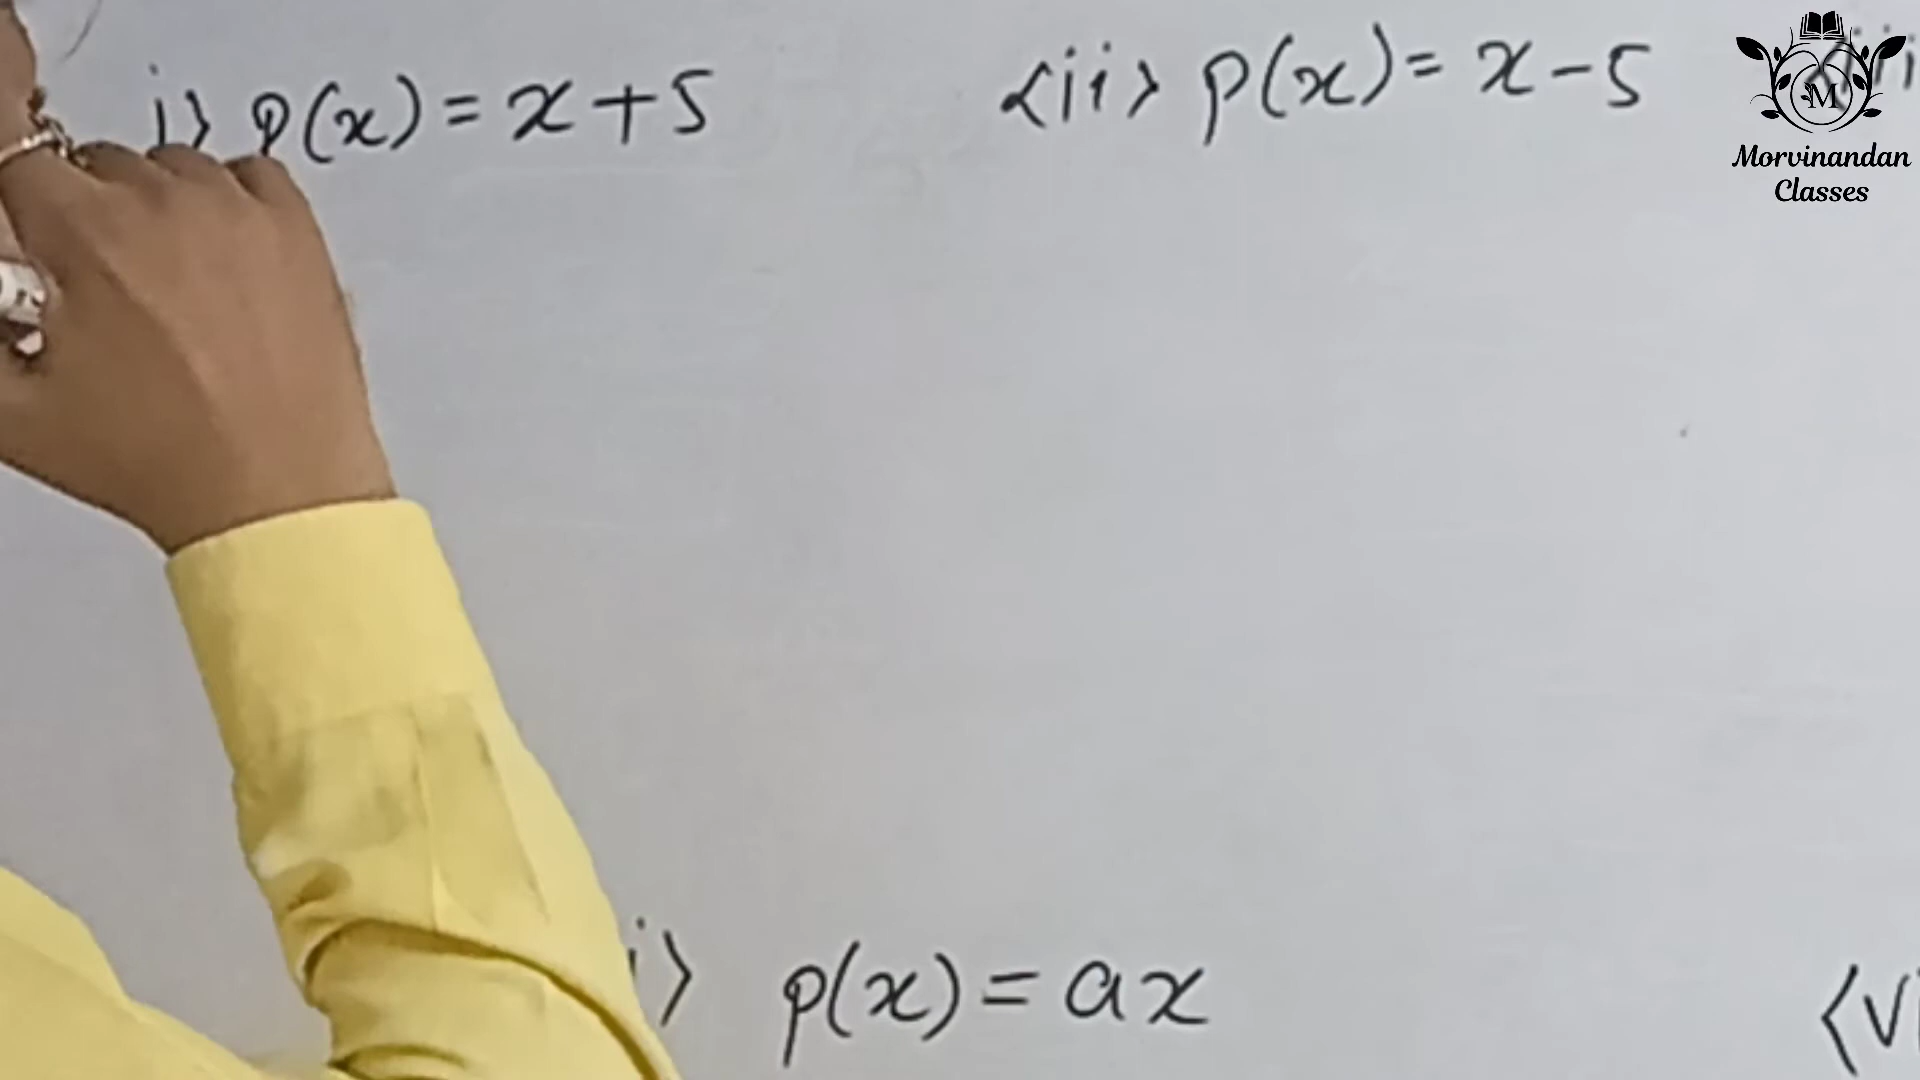 i> p(x) = x + 5
<ii> p(x) = x - 5
M
Morvinandan
Classes
i> p(x) = ax
<v